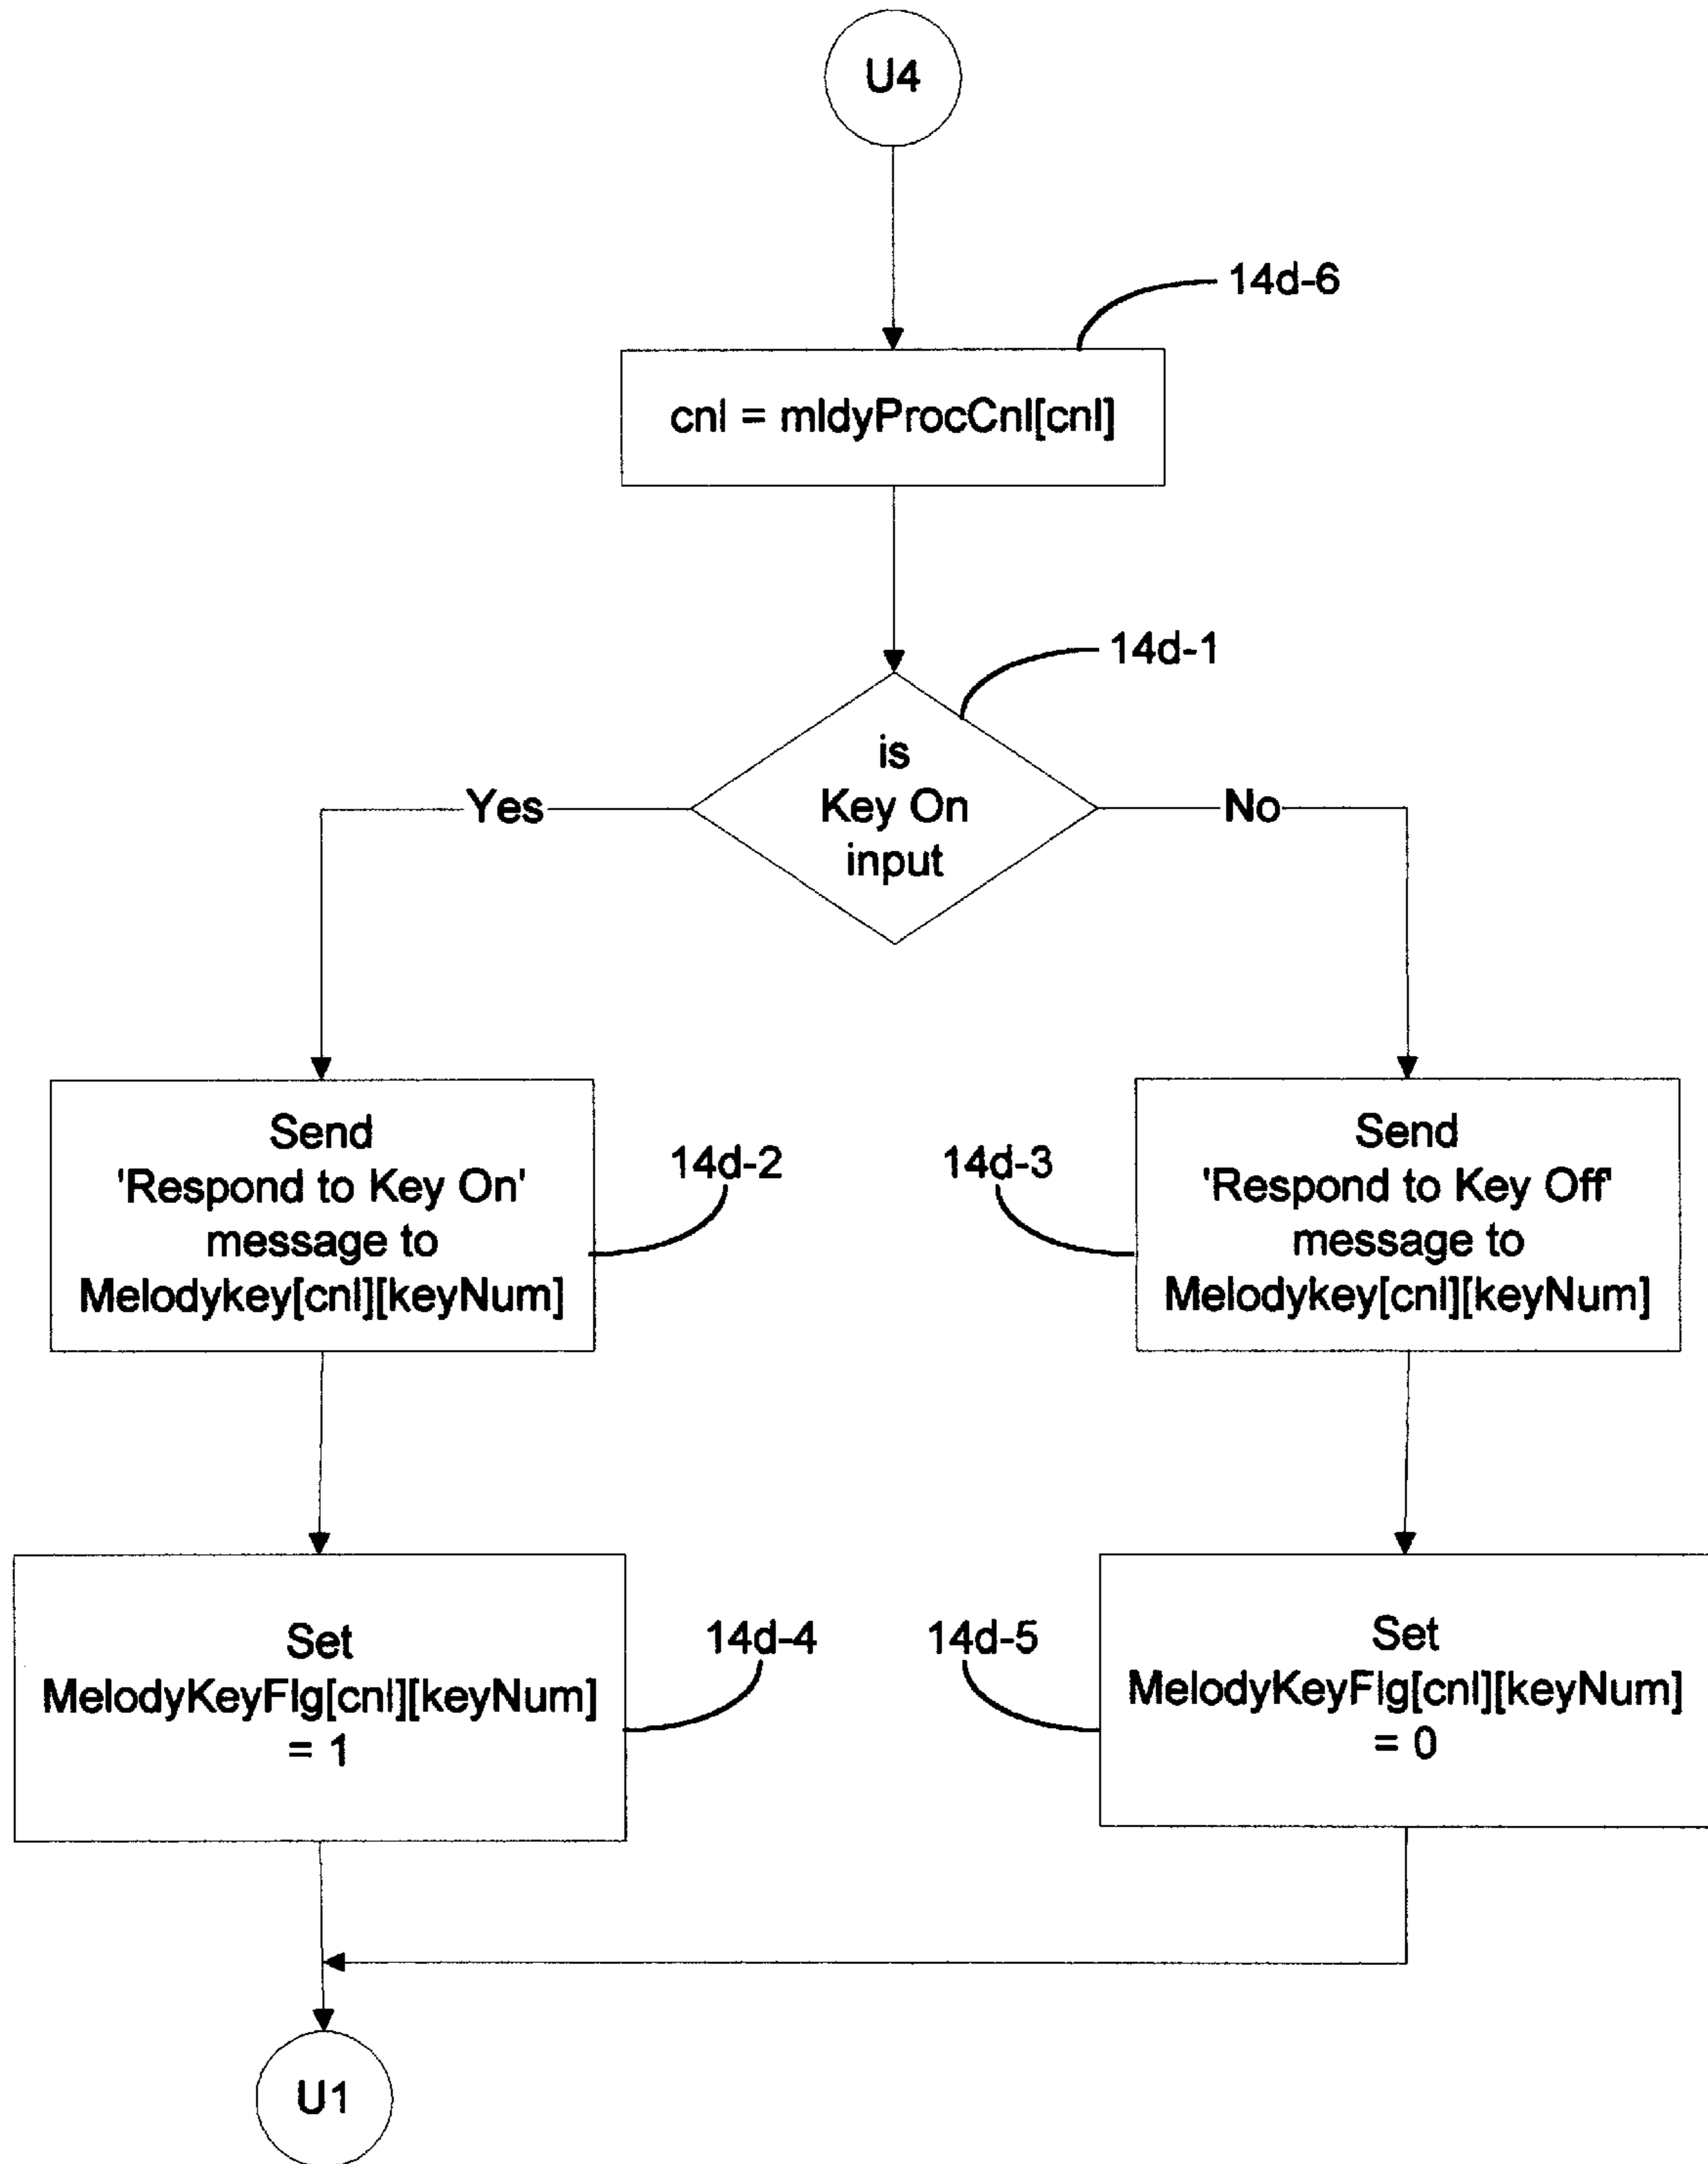 U4
14d-6
cnl = mldyProcCnl[cnl]
14d-1
is
Key On
input
Yes
No
Send
'Respond to Key On'
message to
Melodykey[cnl][keyNum]
14d-2
14d-3
Send
'Respond to Key Off'
message to
Melodykey[cnl][keyNum]
Set
MelodyKeyFlg[cnl][keyNum]
= 1
14d-4
14d-5
Set
MelodyKeyFlg[cnl][keyNum]
= 0
U1